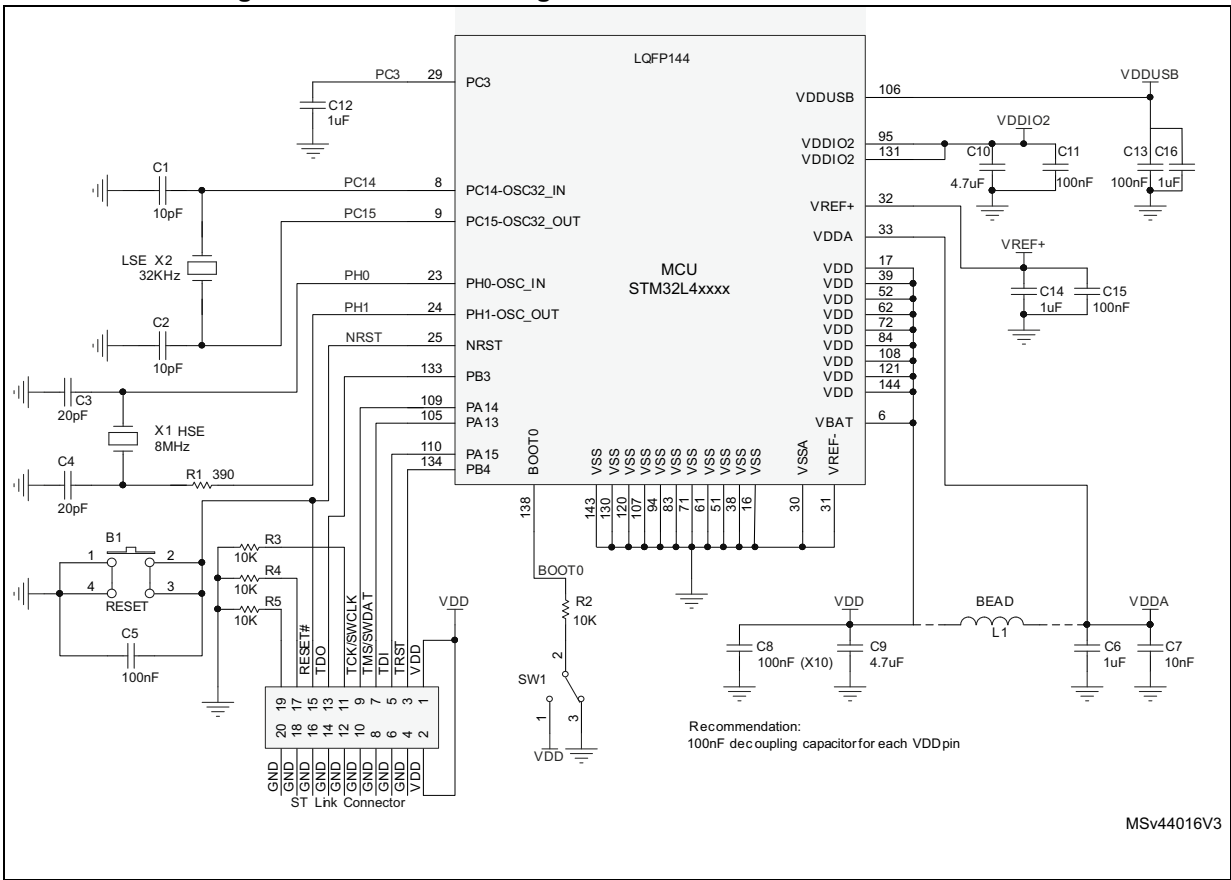 LQFP144
MCU
STM32L4xxxx
PC3
29
PC3
C12
1uF
C1
10pF
PC14
8
PC14-OSC32_IN
PC15
9
PC15-OSC32_OUT
LSE X2
32KHz
C2
10pF
PH0
23
PH0-OSC_IN
PH1
24
PH1-OSC_OUT
NRST
25
NRST
133
PB3
109
PA14
105
PA13
110
PA15
134
PB4
C3
20pF
X1 HSE
8MHz
C4
20pF
R1 390
B1
1
2
4
3
RESET
C5
100nF
R3
10K
R4
10K
R5
10K
RESET#
TDO
TCK/SWCLK
TMS/SWDAT
TDI
TRST
VDD
VDD
19
17
15
13
11
9
7
5
3
1
20
18
16
14
12
10
8
6
4
2
GND
GND
GND
GND
GND
GND
GND
GND
GND
VDD
ST Link Connector
BOOT0
138
BOOT0
R2
10K
2
SW1
1
3
VDD
VSS
VSS
VSS
VSS
VSS
VSS
VSS
VSS
VSS
VSS
VSS
VSSA
VREF-
143
130
120
107
94
83
71
61
51
38
16
30
31
VDDUSB
106
VDDUSB
VDDIO2
95
VDDIO2
131
VDDIO2
C10
4.7uF
C11
100nF
C13
100nF
C16
1uF
VREF+
32
VDDA
33
VREF+
C14
1uF
C15
100nF
VDD
17
VDD
39
VDD
52
VDD
62
VDD
72
VDD
84
VDD
108
VDD
121
VDD
144
VBAT
6
VDD
BEAD
L1
VDDA
C8
100nF (X10)
C9
4.7uF
C6
1uF
C7
10nF
Recommendation:
100nF decoupling capacitor for each VDD pin
MSv44016V3